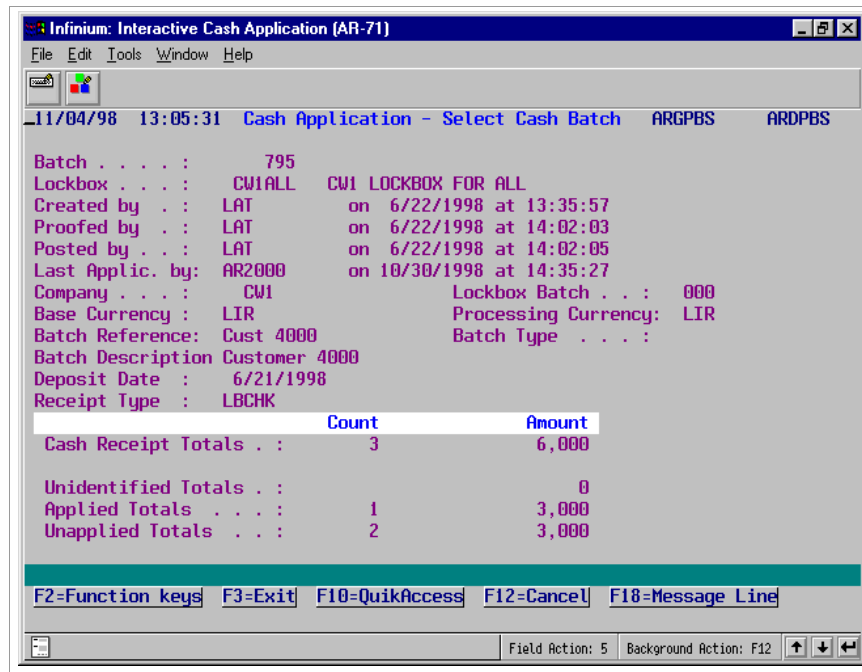 Infinium: Interactive Cash Application (AR-71)
File Edit Tools Window Help
11/04/98 13:05:31 Cash Application - Select Cash Batch ARGPBS ARDPBS
Batch . . . . : 795
Lockbox . . . : CW1ALL CW1 LOCKBOX FOR ALL
Created by . : LAT on 6/22/1998 at 13:35:57
Proofed by . : LAT on 6/22/1998 at 14:02:03
Posted by . . : LAT on 6/22/1998 at 14:02:05
Last Applic. by: AR2000 on 10/30/1998 at 14:35:27
Company . . . : CW1 Lockbox Batch . . : 000
Base Currency : LIR Processing Currency: LIR
Batch Reference: Cust 4000 Batch Type . . . :
Batch Description Customer 4000
Deposit Date : 6/21/1998
Receipt Type : LBCHK
Count Amount
Cash Receipt Totals . : 3 6,000
Unidentified Totals . : 0
Applied Totals . . . : 1 3,000
Unapplied Totals . . : 2 3,000
F2=Function keys F3=Exit F10=QuikAccess F12=Cancel F18=Message Line
Field Action: 5 Background Action: F12